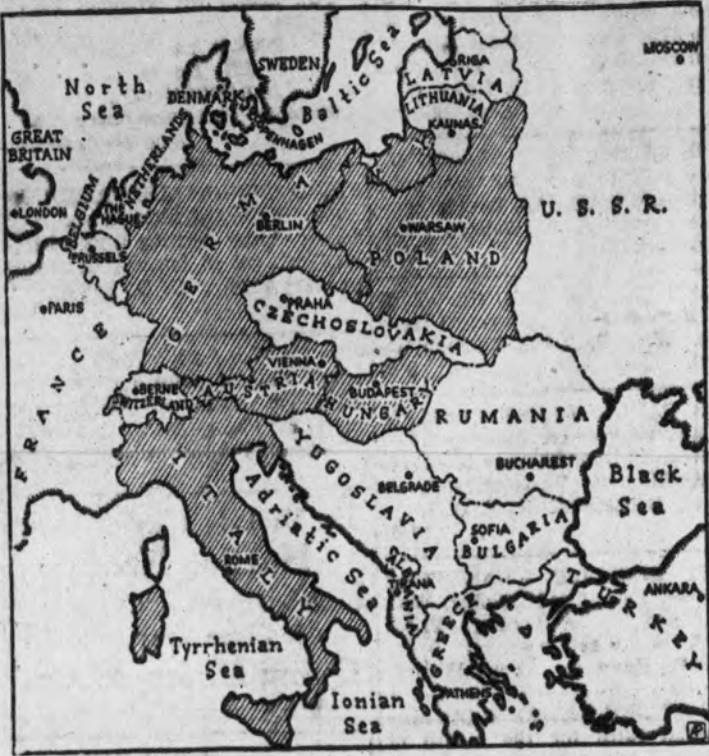 SWEDEN
MOSCOW
North
Sea
Baltic Sea
RIGA
LATVIA
DENMARK
LITHUANIA
COPENHAGEN
KAUNAS
GREAT
BRITAIN
NETHERLANDS
LONDON
THE
HAGUE
BELGIUM
BERLIN
GERMANY
WARSAW
U. S. S. R.
POLAND
BRUSSELS
PARIS
PRAHA
CZECHOSLOVAKIA
FRANCE
VIENNA
BERNE
SWITZERLAND
AUSTRIA
BUDAPEST
HUNGARY
RUMANIA
ITALY
YUGOSLAVIA
BUCHAREST
Black
Sea
BELGRADE
Adriatic Sea
SOFIA
BULGARIA
ROME
ALBANIA
TIRANA
TURKEY
ANKARA
GREECE
Tyrrhenian
Sea
Ionian
Sea
ATHENS